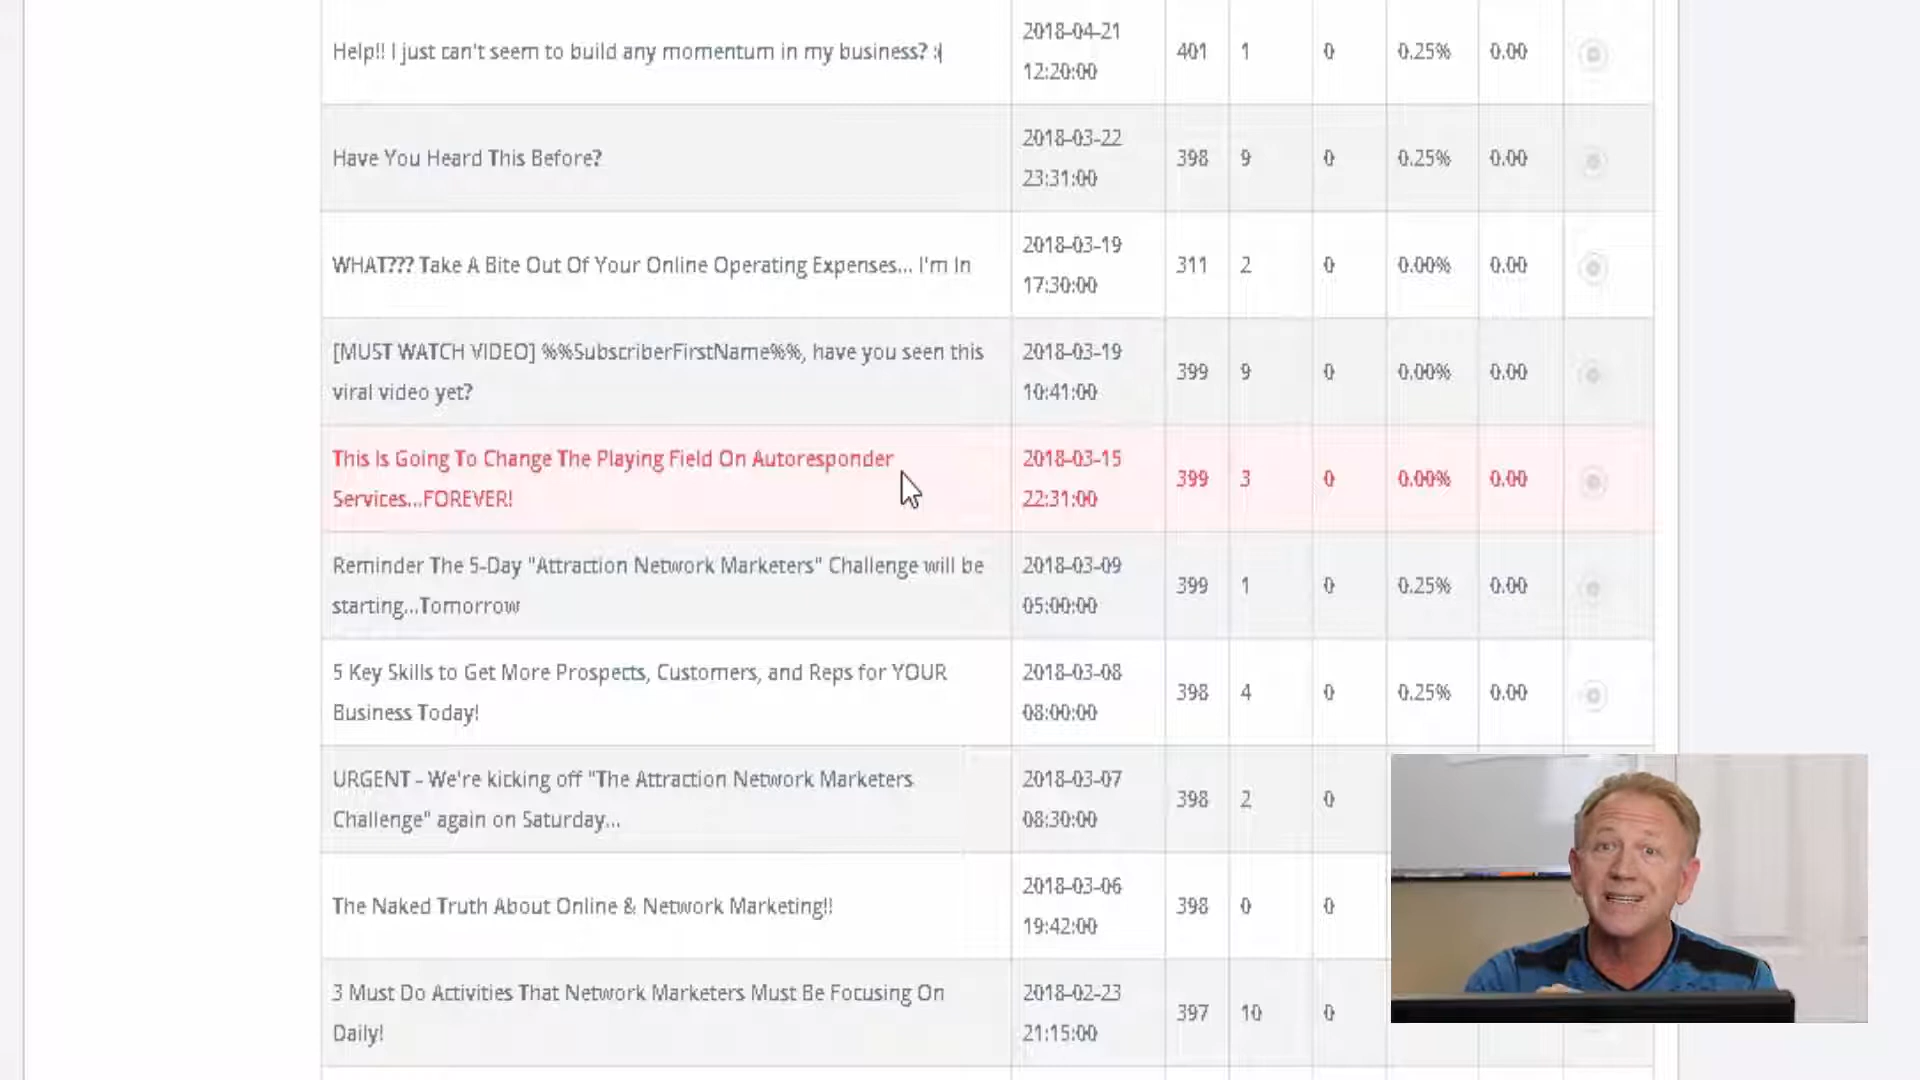 Help!! I just can't seem to build any momentum in my business? :(
2018-04-21
12:20:00
401 1 0 0.25% 0.00
Have You Heard This Before?
2018-03-22
23:31:00
398 9 0 0.25% 0.00
WHAT??? Take A Bite Out Of Your Online Operating Expenses... I'm In
2018-03-19
17:30:00
311 2 0 0.00% 0.00
[MUST WATCH VIDEO] %%SubscriberFirstName%%, have you seen this
viral video yet?
2018-03-19
10:41:00
399 9 0 0.00% 0.00
This Is Going To Change The Playing Field On Autoresponder
Services...FOREVER!
2018-03-15
22:31:00
399 3 0 0.00% 0.00
Reminder The 5-Day "Attraction Network Marketers" Challenge will be
starting...Tomorrow
2018-03-09
05:00:00
399 1 0 0.25% 0.00
5 Key Skills to Get More Prospects, Customers, and Reps for YOUR
Business Today!
2018-03-08
08:00:00
398 4 0 0.25% 0.00
URGENT - We're kicking off "The Attraction Network Marketers
Challenge" again on Saturday...
2018-03-07
08:30:00
398 2 0
The Naked Truth About Online & Network Marketing!!
2018-03-06
19:42:00
398 0 0
3 Must Do Activities That Network Marketers Must Be Focusing On
Daily!
2018-02-23
21:15:00
397 10 0